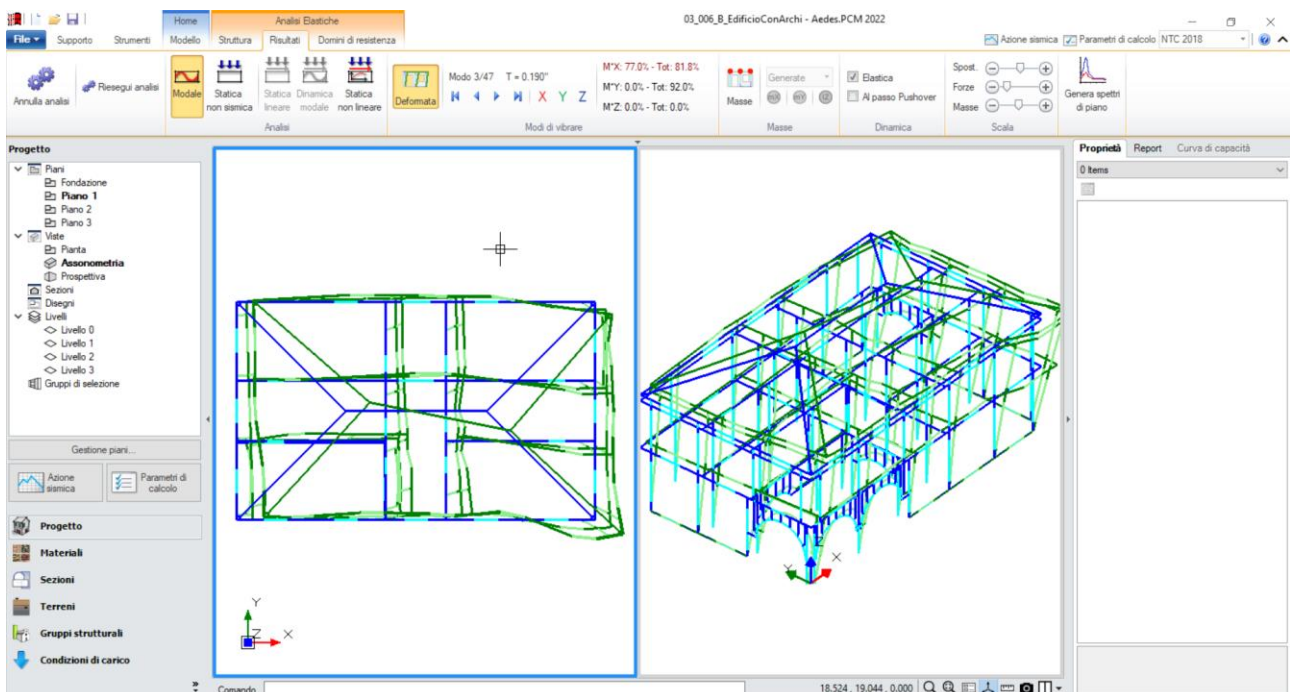 03_006_B_EdificioConArchi - Aedes.PCM 2022
Home
Analisi Elastiche
File
Supporto
Strumenti
Modello
Struttura
Risultati
Domini di resistenza
Azione sismica
Parametri di calcolo
NTC 2018
Annulla analisi
Riesegui analisi
Modale
Statica non sismica
Statica lineare
Dinamica modale
Statica non lineare
Analisi
Deformata
Modo 3/47 T = 0.190"
X Y Z
M*X: 77.0% - Tot: 81.8%
M*Y: 0.0% - Tot: 92.0%
M*Z: 0.0% - Tot: 0.0%
Modi di vibrare
Masse
Generate
Masse
Elastica
Al passo Pushover
Dinamica
Spost.
Forze
Masse
Scala
Genera spettri di piano
Progetto
Piani
Fondazione
Piano 1
Piano 2
Piano 3
Viste
Pianta
Assonometria
Prospettiva
Sezioni
Disegni
Livelli
Livello 0
Livello 1
Livello 2
Livello 3
Gruppi di selezione
Gestione piani...
Azione sismica
Parametri di calcolo
Progetto
Materiali
Sezioni
Terreni
Gruppi strutturali
Condizioni di carico
Y
Z
X
Z
X
Y
Proprietà
Report
Curva di capacità
0 Items
Comando
18.524 , 19.044 , 0.000